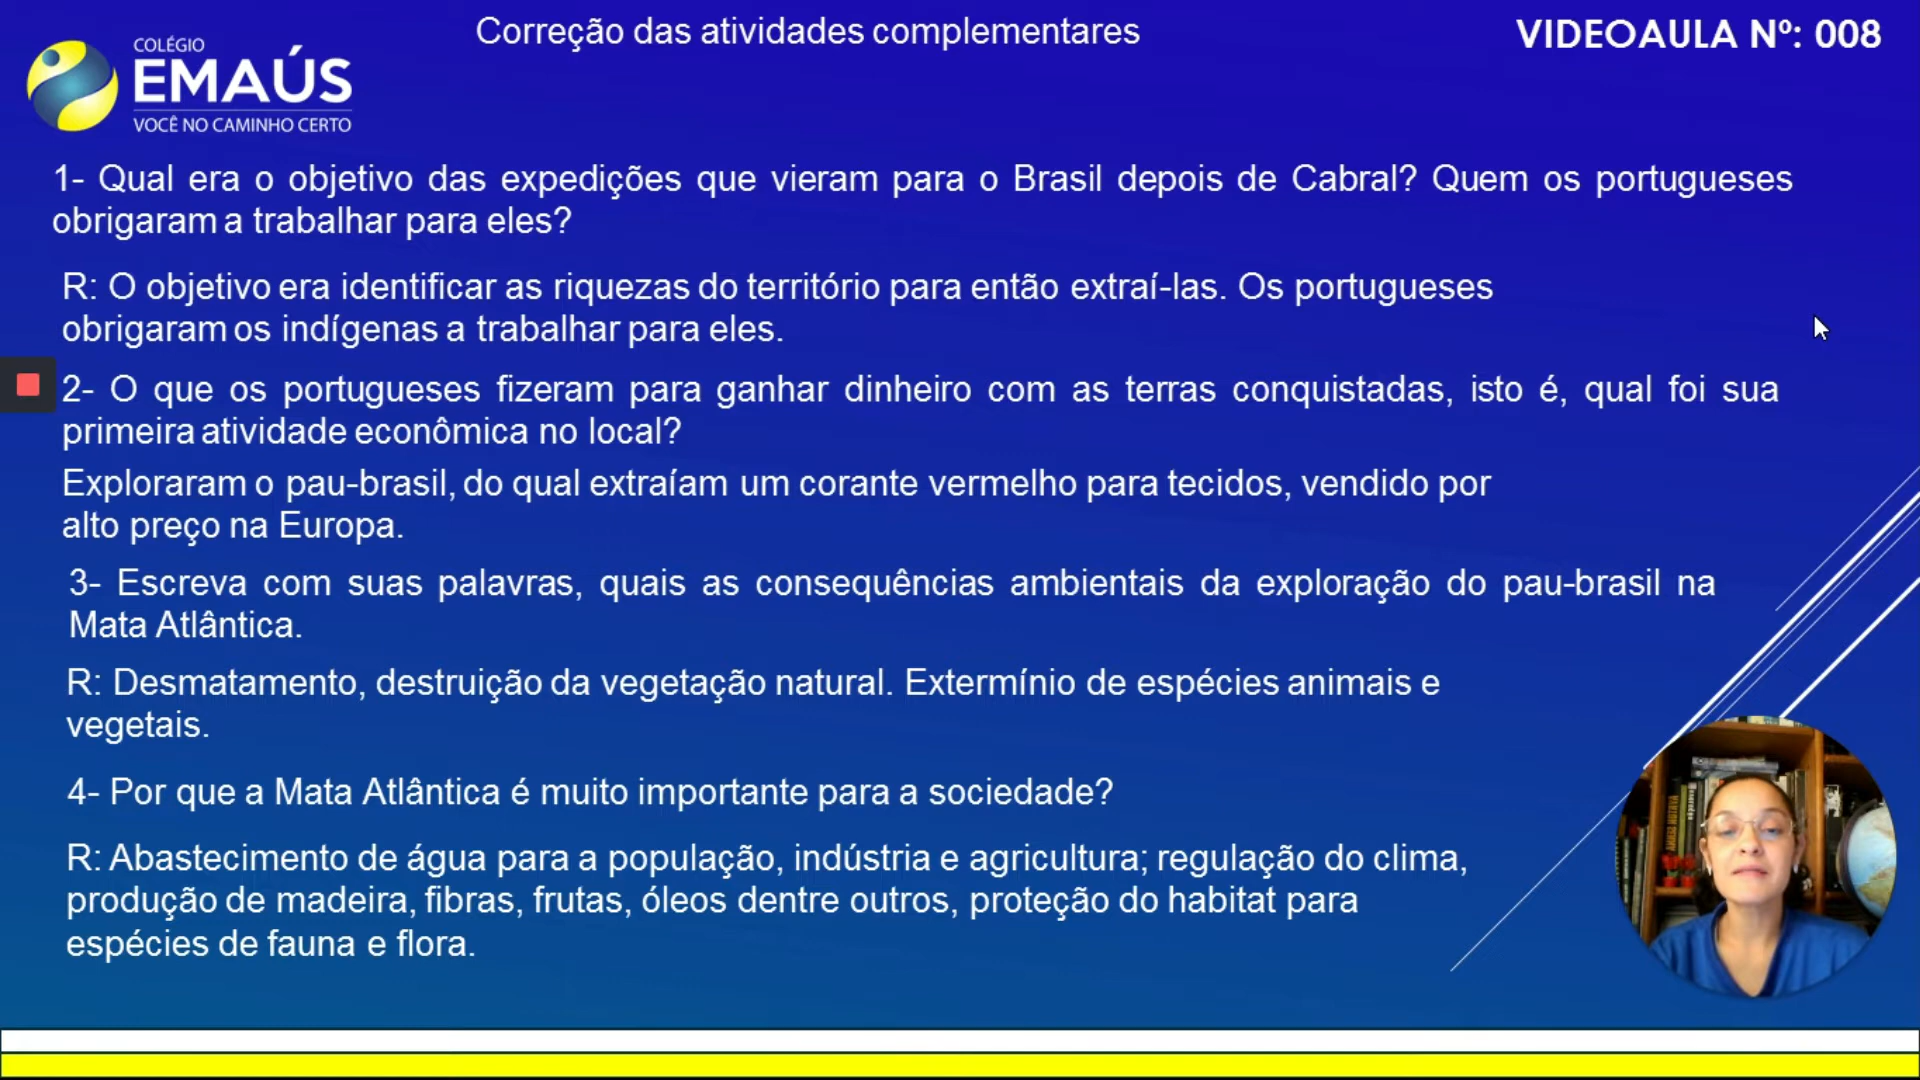 Correção das atividades complementares
VIDEOAULA Nº: 008
COLÉGIO
EMAÚS
VOCÊ NO CAMINHO CERTO
1- Qual era o objetivo das expedições que vieram para o Brasil depois de Cabral? Quem os portugueses
obrigaram a trabalhar para eles?
R: O objetivo era identificar as riquezas do território para então extraí-las. Os portugueses
obrigaram os indígenas a trabalhar para eles.
2- O que os portugueses fizeram para ganhar dinheiro com as terras conquistadas, isto é, qual foi sua
primeira atividade econômica no local?
Exploraram o pau-brasil, do qual extraíam um corante vermelho para tecidos, vendido por
alto preço na Europa.
3- Escreva com suas palavras, quais as consequências ambientais da exploração do pau-brasil na
Mata Atlântica.
R: Desmatamento, destruição da vegetação natural. Extermínio de espécies animais e
vegetais.
4- Por que a Mata Atlântica é muito importante para a sociedade?
R: Abastecimento de água para a população, indústria e agricultura; regulação do clima,
produção de madeira, fibras, frutas, óleos dentre outros, proteção do habitat para
espécies de fauna e flora.